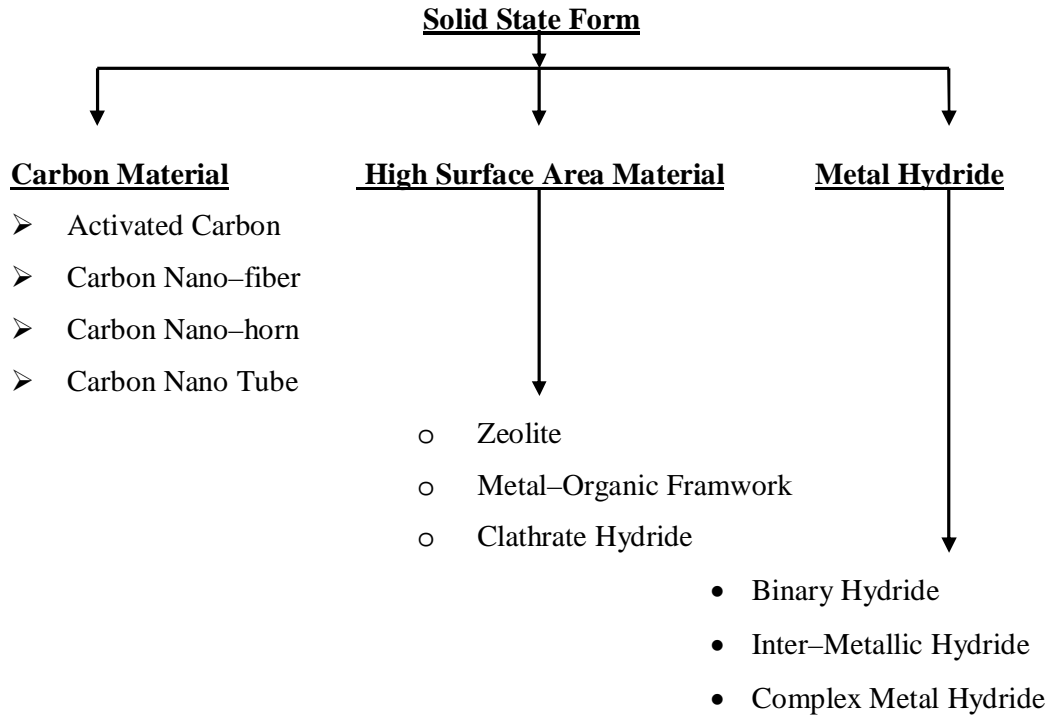 Solid State Form
Carbon Material
High Surface Area Material
Metal Hydride
➢ Activated Carbon
➢ Carbon Nano–fiber
➢ Carbon Nano–horn
➢ Carbon Nano Tube
o Zeolite
o Metal–Organic Framwork
o Clathrate Hydride
• Binary Hydride
• Inter–Metallic Hydride
• Complex Metal Hydride